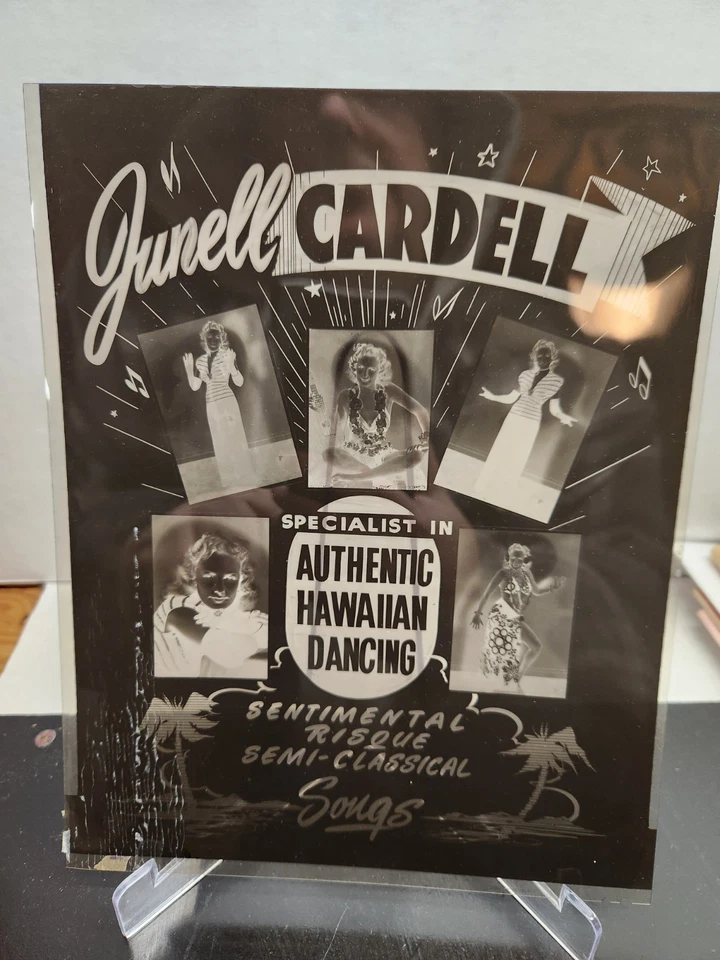 Junell CARDELL
SPECIALIST IN
AUTHENTIC
HAWAIIAN
DANCING
SENTIMENTAL
RISQUE
SEMI-CLASSICAL
Songs